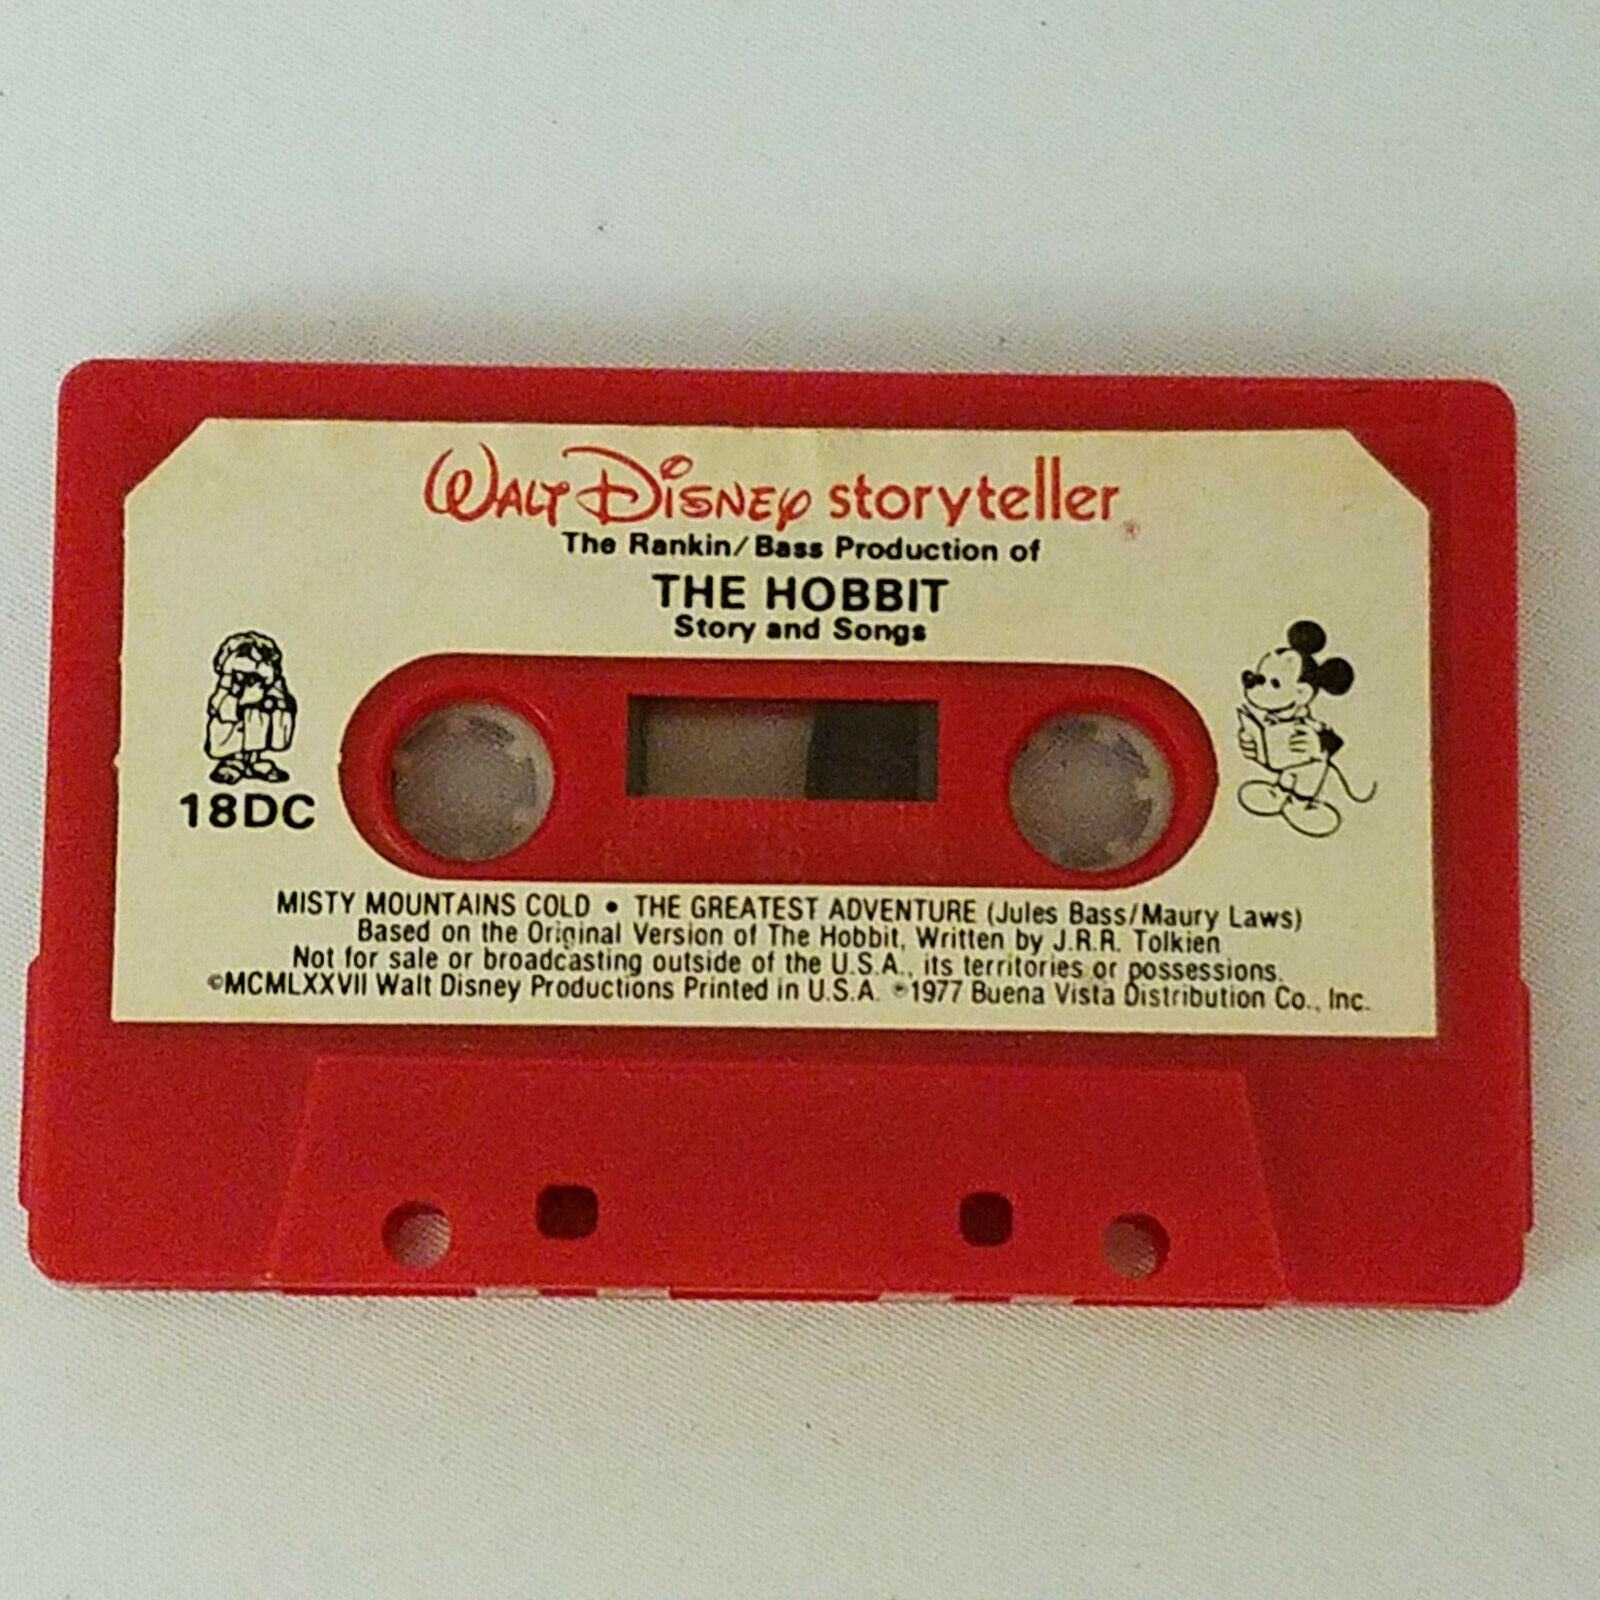 WALT DISNEY storyteller®
The Rankin/Bass Production of
THE HOBBIT
Story and Songs
18DC
MISTY MOUNTAINS COLD • THE GREATEST ADVENTURE (Jules Bass/Maury Laws)
Based on the Original Version of The Hobbit, Written by J.R.R. Tolkien
Not for sale or broadcasting outside of the U.S.A., its territories or possessions.
©MCMLXXVII Walt Disney Productions Printed in U.S.A. ℗1977 Buena Vista Distribution Co., Inc.